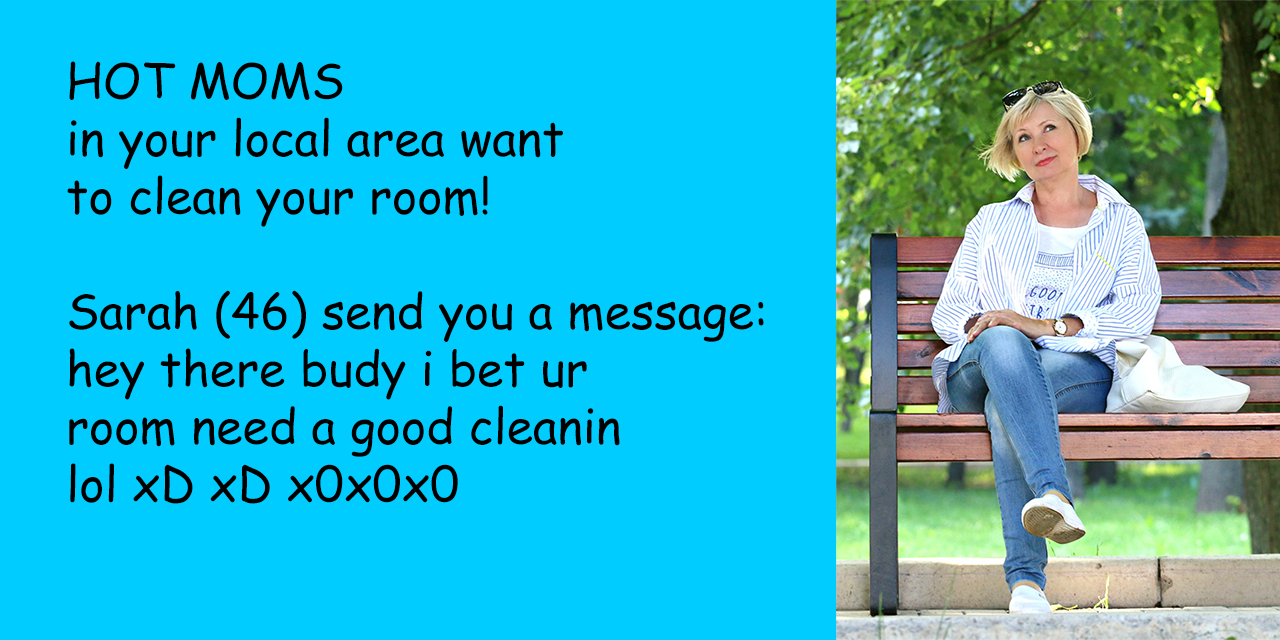 HOT MOMS
in your local area want
to clean your room!
Sarah (46) send you a message:
hey there budy i bet ur
room need a good cleanin
lol xD xD x0x0x0
GOOD